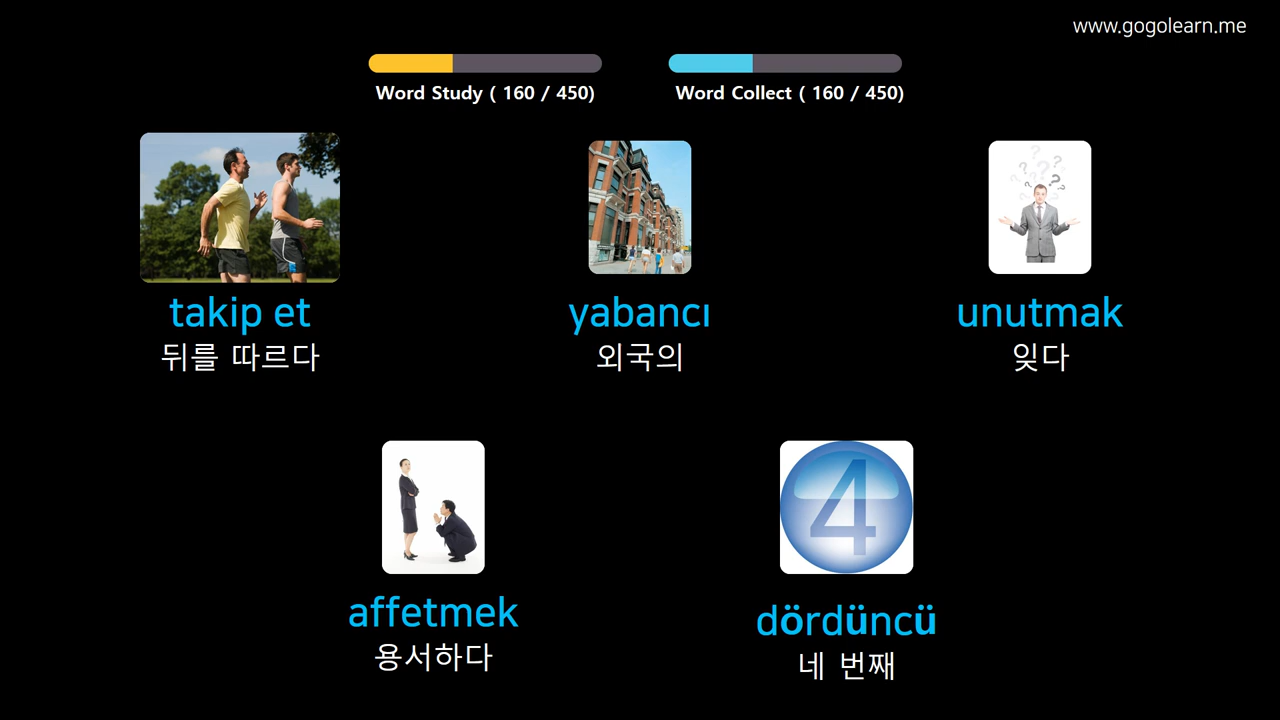 www.gogolearn.me
Word Study ( 160 / 450)
Word Collect ( 160 / 450)
takip et
뒤를 따르다
yabancı
외국의
unutmak
잊다
affetmek
용서하다
4
dördüncü
네 번째